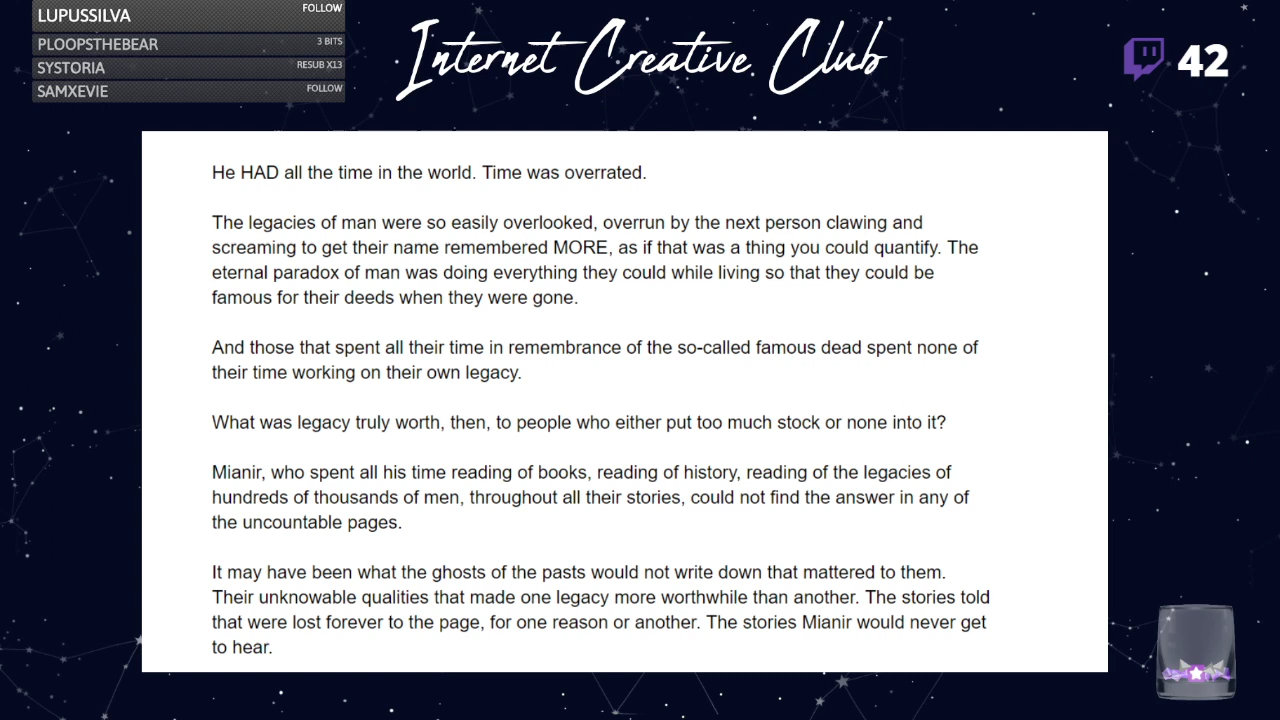 LUPUSSILVA FOLLOW
PLOOPSTHEBEAR 3 BITS
SYSTORIA RESUB X13
SAMXEVIE FOLLOW
Internet Creative Club
42
He HAD all the time in the world. Time was overrated.
The legacies of man were so easily overlooked, overrun by the next person clawing and
screaming to get their name remembered MORE, as if that was a thing you could quantify. The
eternal paradox of man was doing everything they could while living so that they could be
famous for their deeds when they were gone.
And those that spent all their time in remembrance of the so-called famous dead spent none of
their time working on their own legacy.
What was legacy truly worth, then, to people who either put too much stock or none into it?
Mianir, who spent all his time reading of books, reading of history, reading of the legacies of
hundreds of thousands of men, throughout all their stories, could not find the answer in any of
the uncountable pages.
It may have been what the ghosts of the pasts would not write down that mattered to them.
Their unknowable qualities that made one legacy more worthwhile than another. The stories told
that were lost forever to the page, for one reason or another. The stories Mianir would never get
to hear.